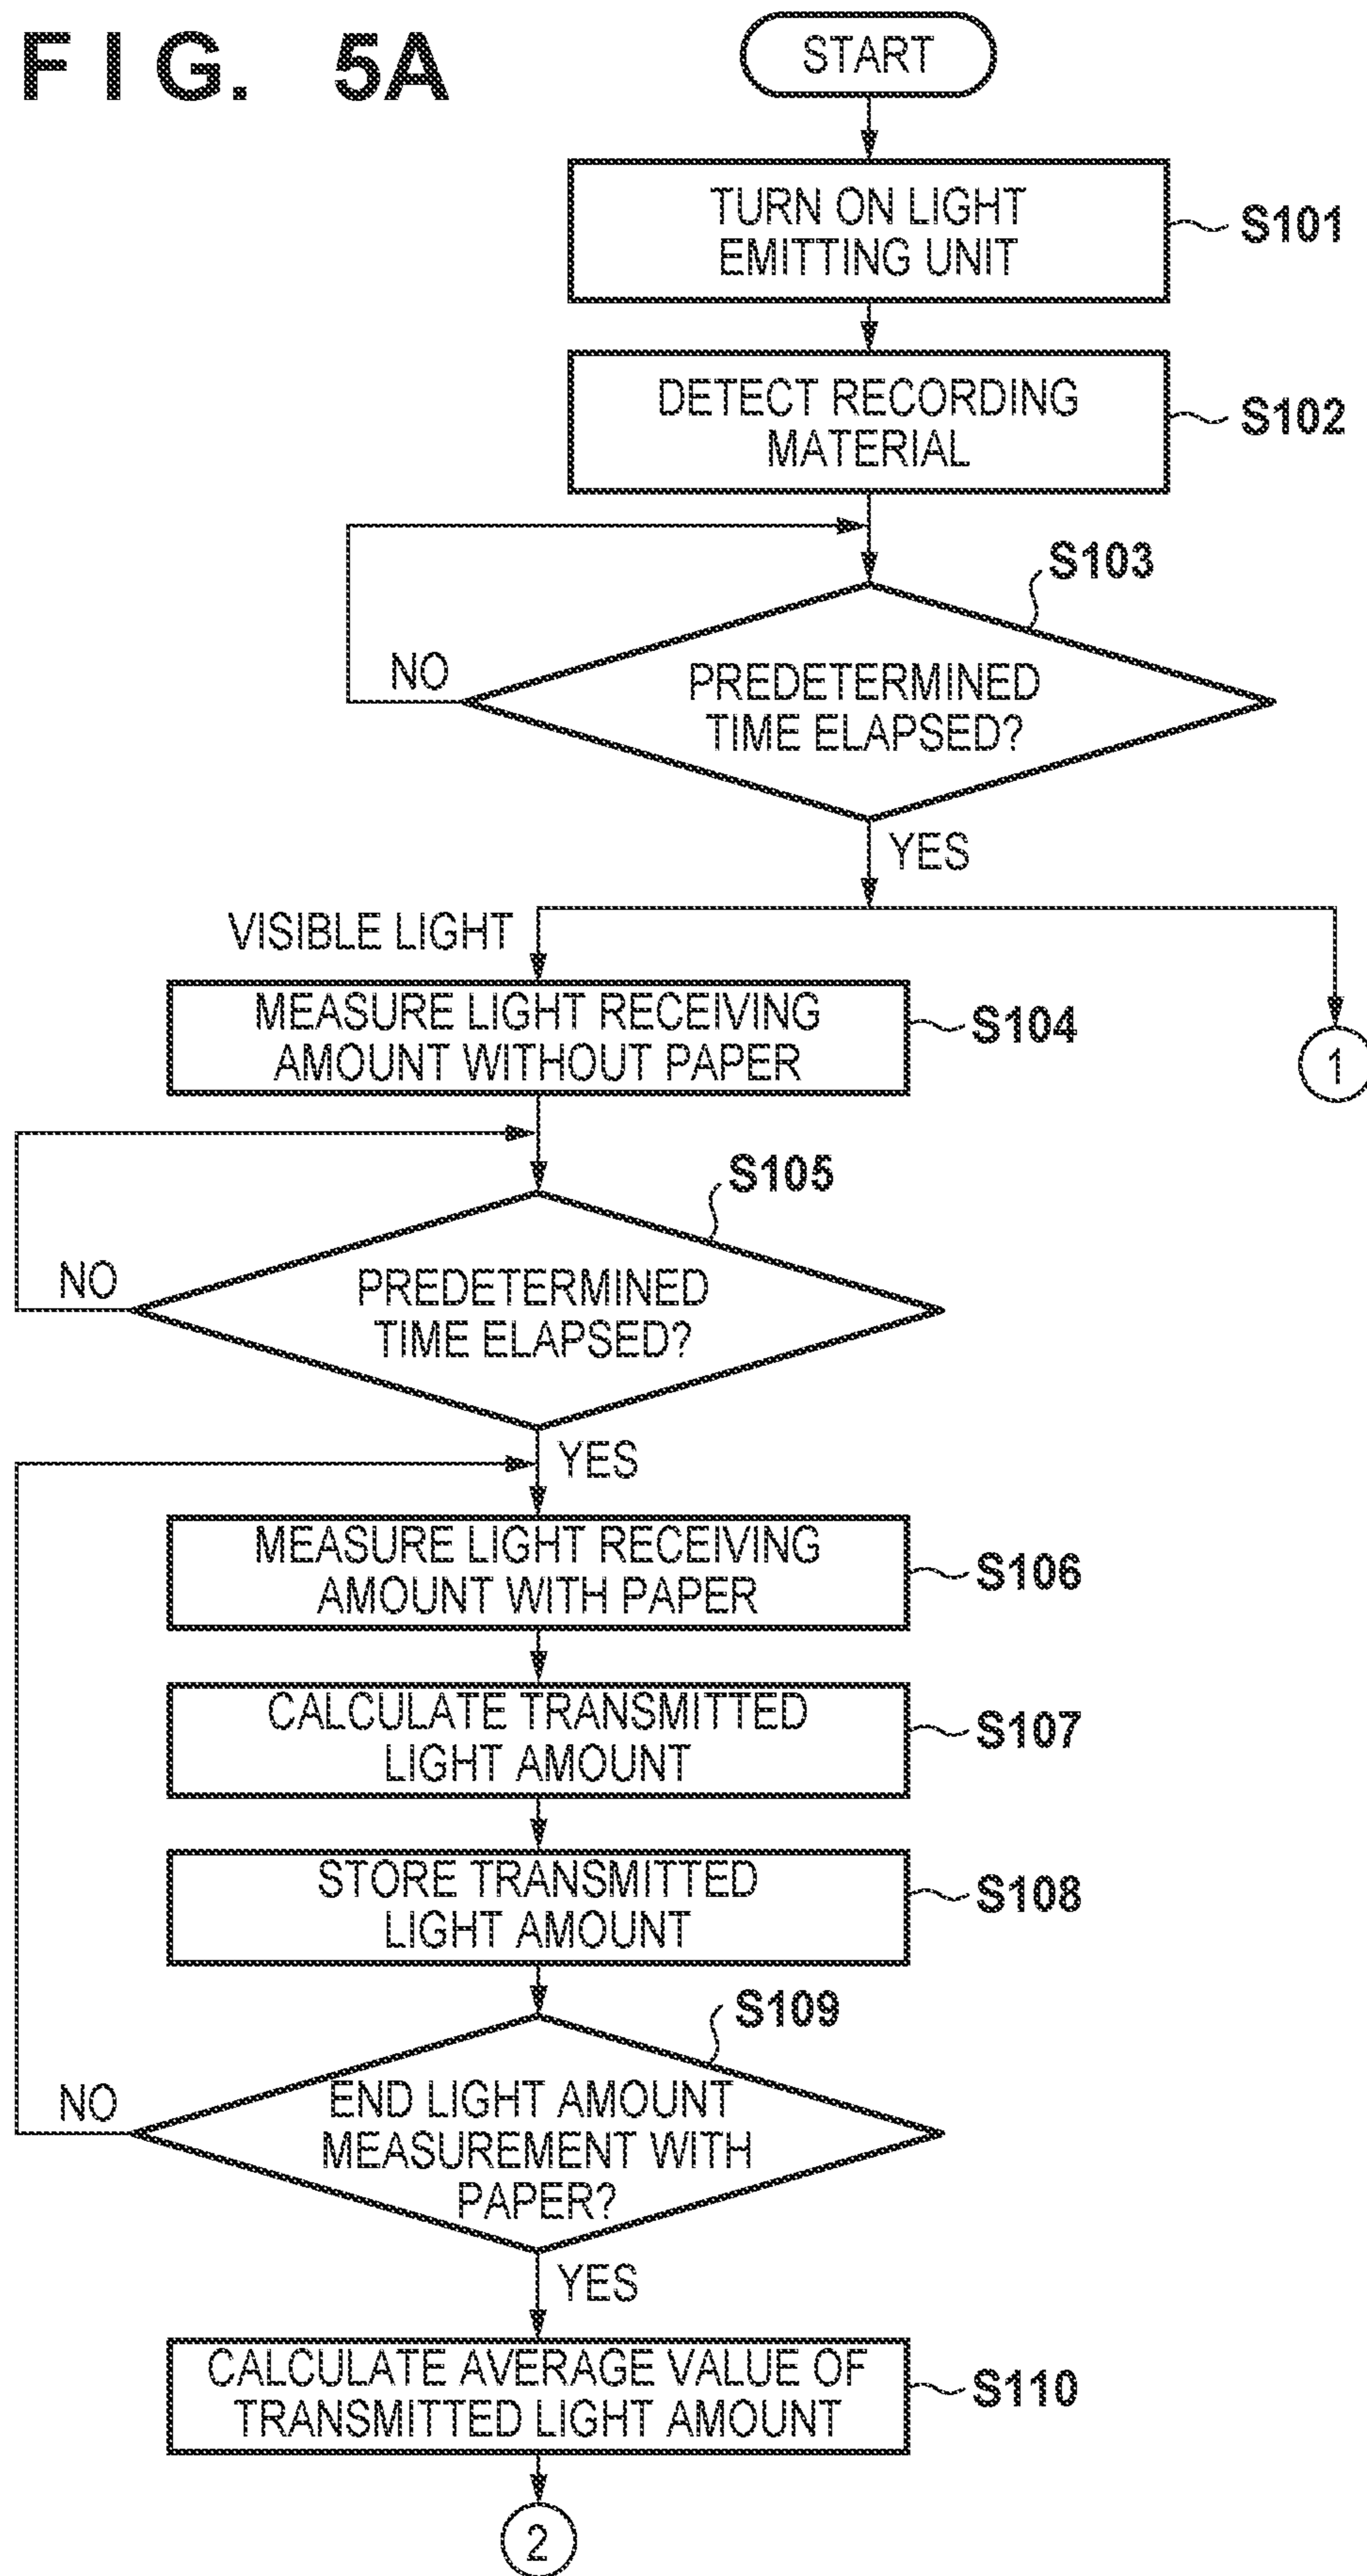 FIG. 5A
START
TURN ON LIGHT
EMITTING UNIT
S101
DETECT RECORDING
MATERIAL
S102
S103
NO
PREDETERMINED
TIME ELAPSED?
YES
VISIBLE LIGHT
MEASURE LIGHT RECEIVING
AMOUNT WITHOUT PAPER
S104
1
S105
NO
PREDETERMINED
TIME ELAPSED?
YES
MEASURE LIGHT RECEIVING
AMOUNT WITH PAPER
S106
CALCULATE TRANSMITTED
LIGHT AMOUNT
S107
STORE TRANSMITTED
LIGHT AMOUNT
S108
S109
NO
END LIGHT AMOUNT
MEASUREMENT WITH
PAPER?
YES
CALCULATE AVERAGE VALUE OF
TRANSMITTED LIGHT AMOUNT
S110
2